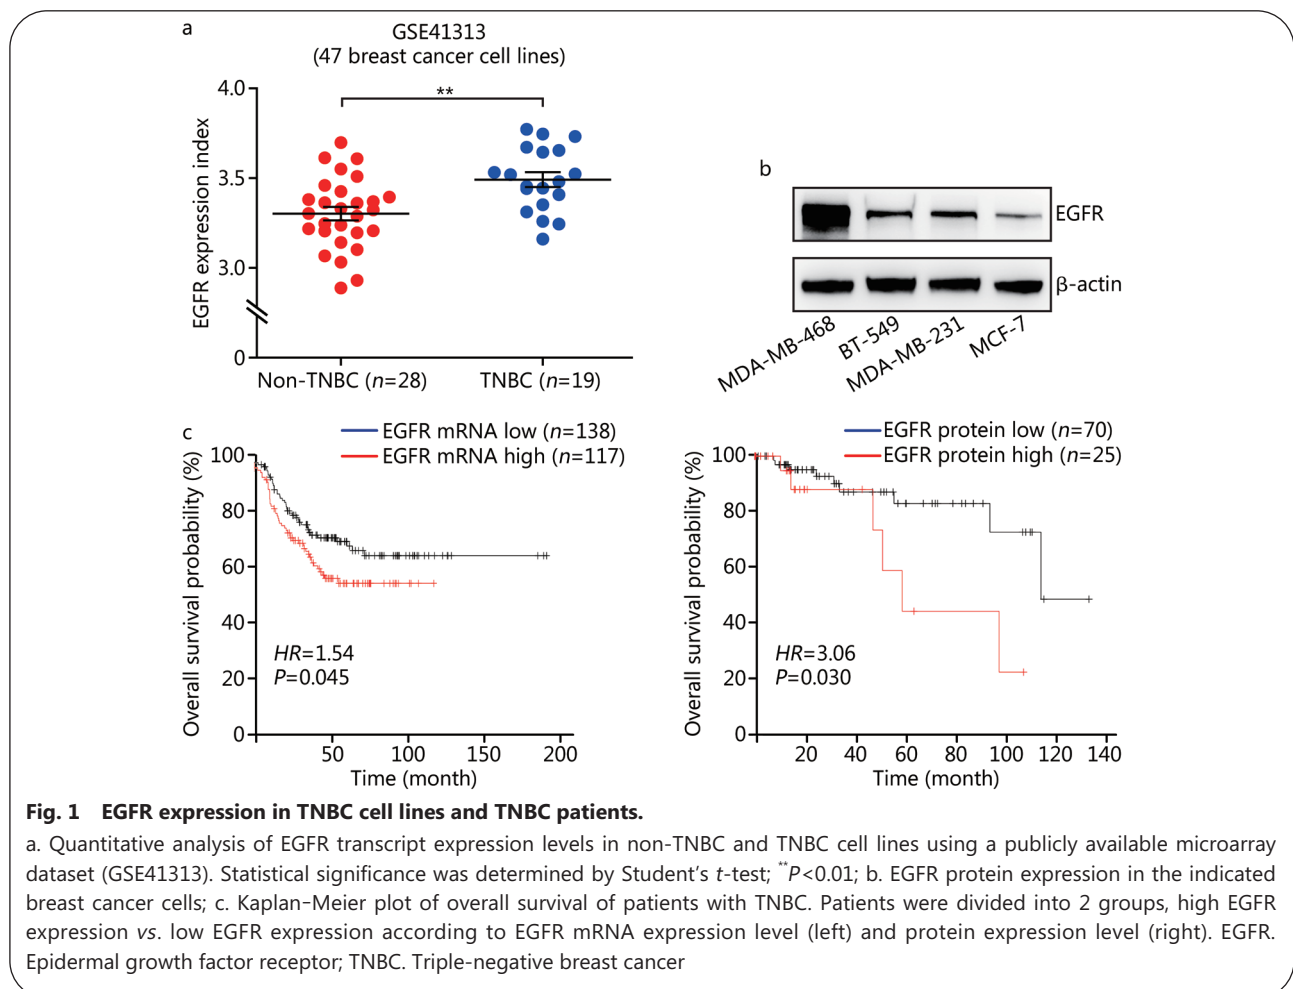 a
GSE41313
(47 breast cancer cell lines)
**
4.0
3.5
3.0
0
EGFR expression index
Non-TNBC (n=28)
TNBC (n=19)
b
EGFR
β-actin
MDA-MB-468
BT-549
MDA-MB-231
MCF-7
c
EGFR mRNA low (n=138)
EGFR mRNA high (n=117)
100
80
60
40
20
0
Overall survival probability (%)
HR=1.54
P=0.045
50
100
150
200
Time (month)
EGFR protein low (n=70)
EGFR protein high (n=25)
100
80
60
40
20
0
Overall survival probability (%)
HR=3.06
P=0.030
20
40
60
80
100
120
140
Time (month)
Fig. 1 EGFR expression in TNBC cell lines and TNBC patients.
a. Quantitative analysis of EGFR transcript expression levels in non-TNBC and TNBC cell lines using a publicly available microarray
dataset (GSE41313). Statistical significance was determined by Student’s t-test; **P<0.01; b. EGFR protein expression in the indicated
breast cancer cells; c. Kaplan–Meier plot of overall survival of patients with TNBC. Patients were divided into 2 groups, high EGFR
expression vs. low EGFR expression according to EGFR mRNA expression level (left) and protein expression level (right). EGFR.
Epidermal growth factor receptor; TNBC. Triple-negative breast cancer